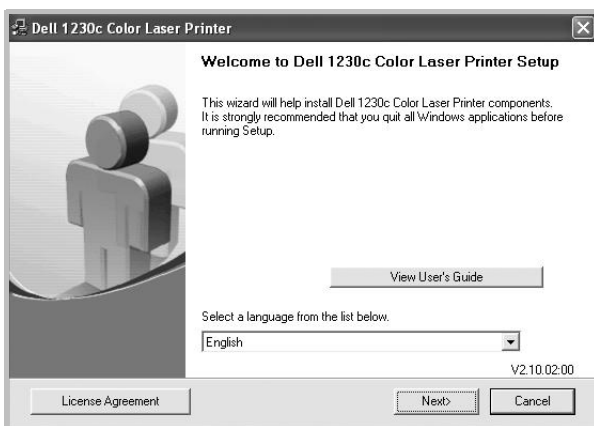 Dell 1230c Color Laser Printer
Welcome to Dell 1230c Color Laser Printer Setup
This wizard will help install Dell 1230c Color Laser Printer components.
It is strongly recommended that you quit all Windows applications before
running Setup.
View User's Guide
Select a language from the list below.
English
V2.10.02:00
License Agreement
Next>
Cancel